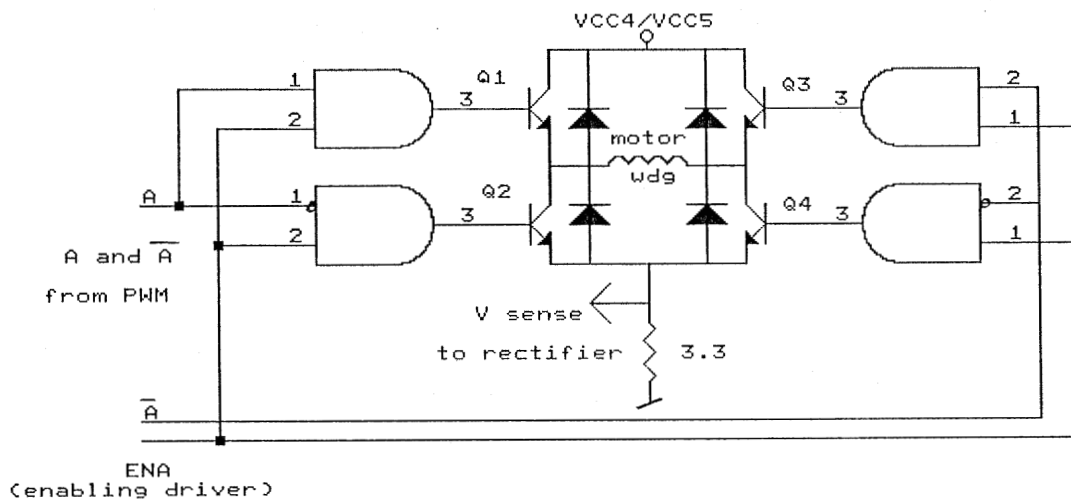 VCC4/VCC5
Q1
Q3
1
3
3
2
2
motor
1
wdg
A
1
Q2
Q4
2
3
3
2
1
A and A̅
from PWM
V sense
to rectifier
3.3
A̅
ENA
(enabling driver)